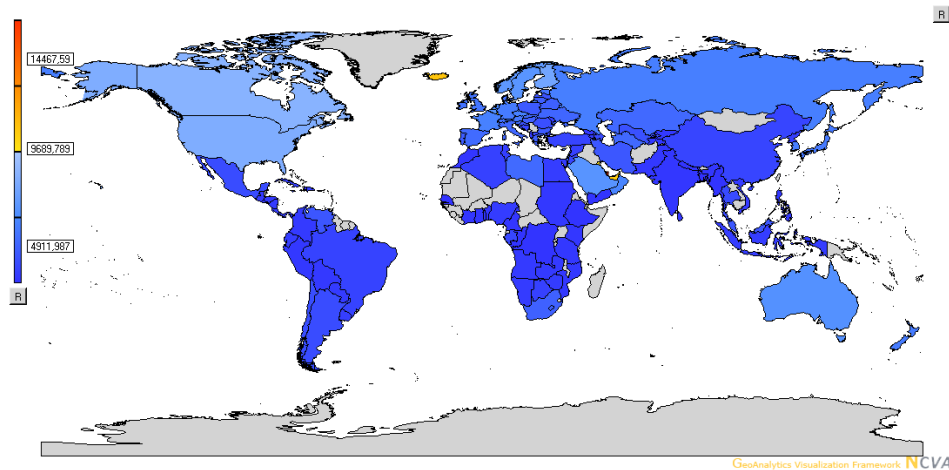 R
14467,59
9689,789
4911,987
R
GeoAnalytics Visualization Framework NCVA